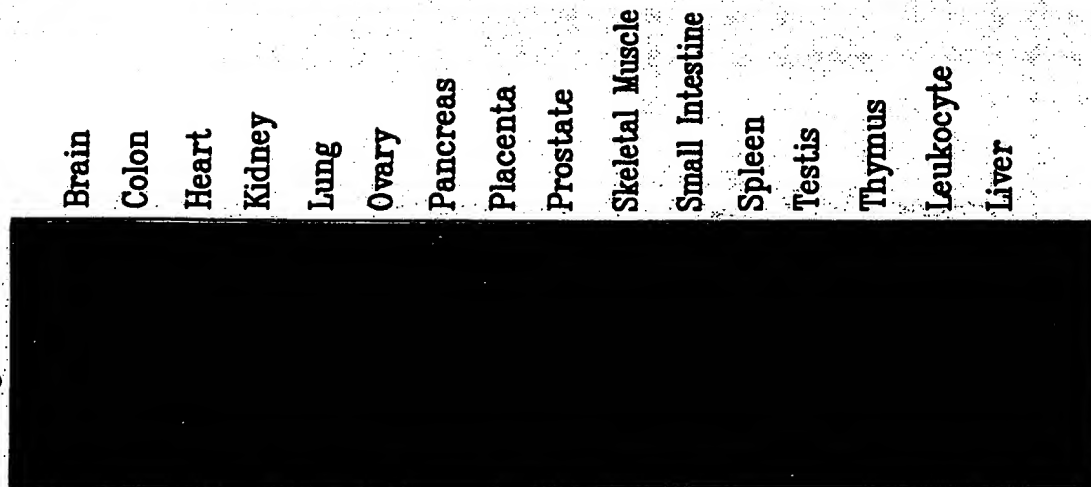 Brain
Colon
Heart
Kidney
Lung
Ovary
Pancreas
Placenta
Prostate
Skeletal Muscle
Small Intestine
Spleen
Testis
Thymus
Leukocyte
Liver